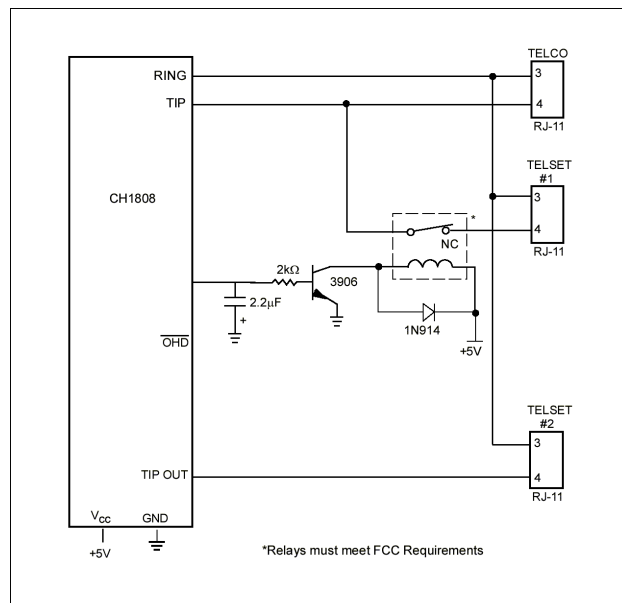 TELCO
RING
3
TIP
4
RJ-11
TELSET
#1
CH1808
3
*
4
NC
RJ-11
2kΩ
3906
2.2µF
+
1N914
+5V
OHD
TELSET
#2
3
TIP OUT
4
RJ-11
VCC
GND
+5V
*Relays must meet FCC Requirements